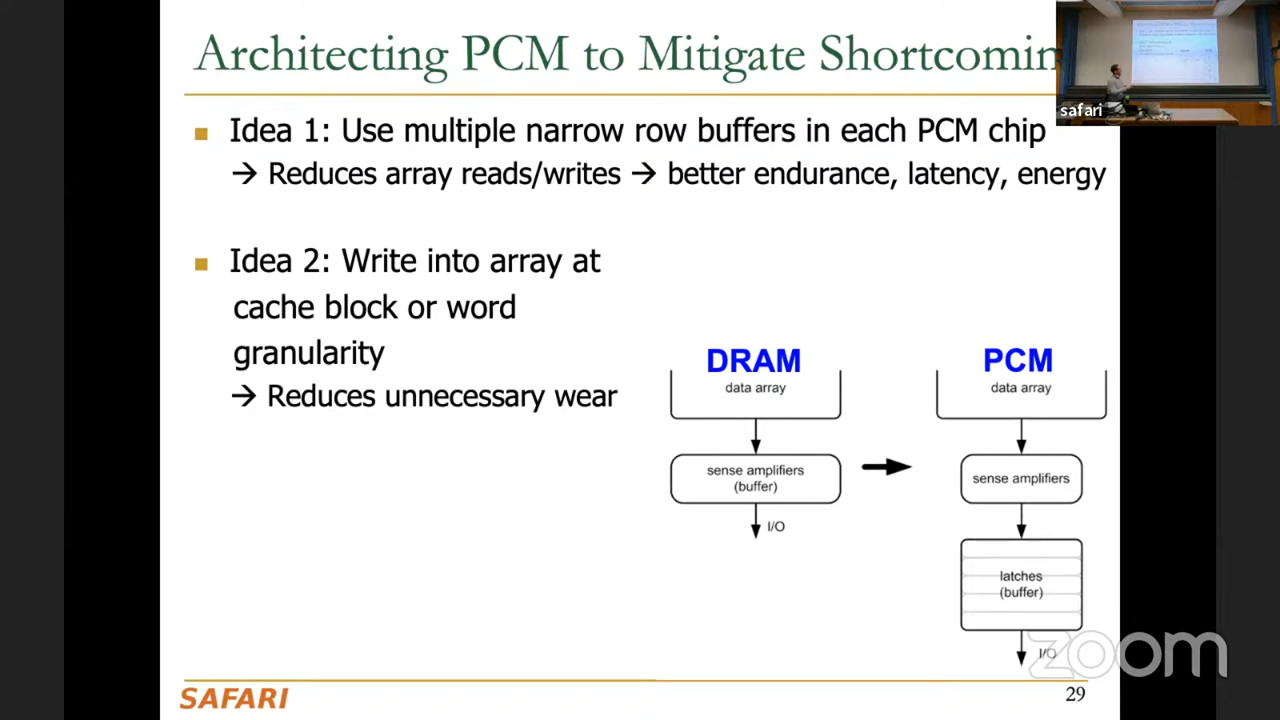 Architecting PCM to Mitigate Shortcomin
safari
■ Idea 1: Use multiple narrow row buffers in each PCM chip
→ Reduces array reads/writes → better endurance, latency, energy
■ Idea 2: Write into array at
cache block or word
granularity
→ Reduces unnecessary wear
DRAM
data array
sense amplifiers
(buffer)
I/O
PCM
data array
sense amplifiers
latches
(buffer)
I/O
zoom
SAFARI
29